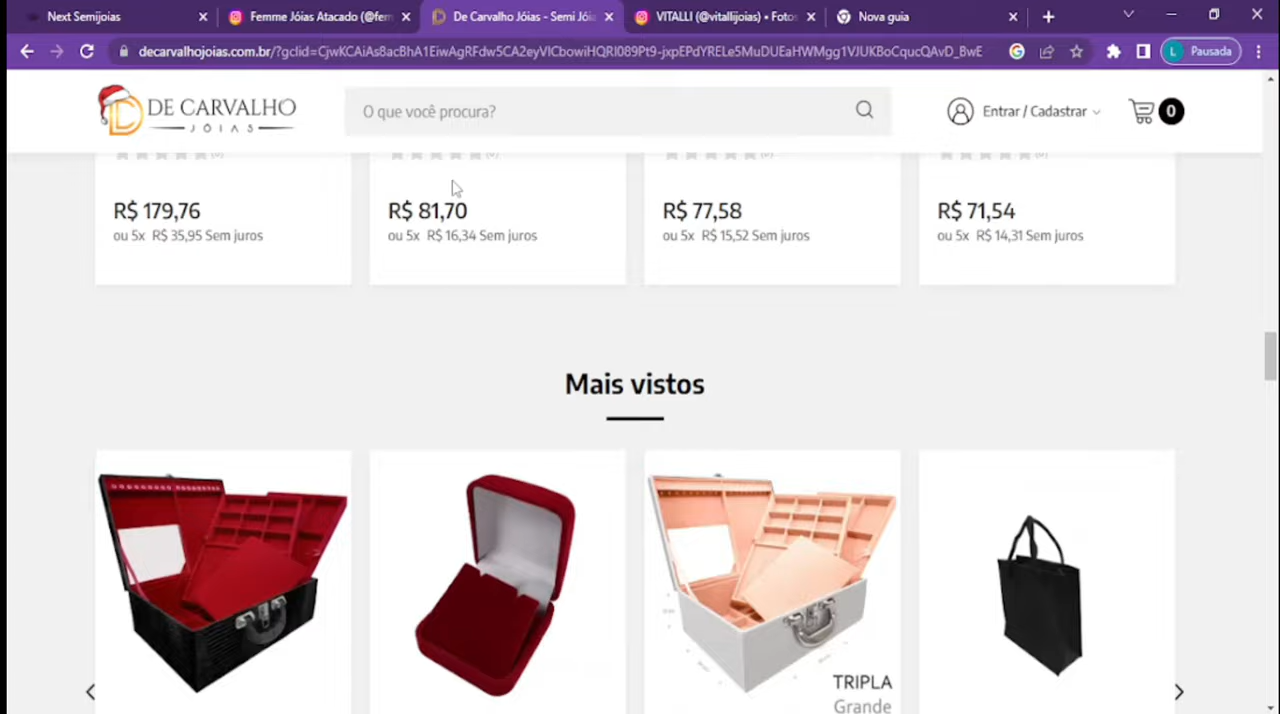 Next Semijoias
Femme Jóias Atacado (@fem
De Carvalho Jóias - Semi Jói
VITALLI (@vitallijoias) • Foto
Nova guia
decarvalhojoias.com.br/?gclid=CjwKCAiAs8acBhA1EiwAgRFdw5CA2eyVICbowiHQRI089Pt9-jxpEPdYRELe5MuDUEaHWMgg1VJUKBoCqucQAvD_BwE
L Pausada
DE CARVALHO
JÓIAS
O que você procura?
Entrar / Cadastrar
0
R$ 179,76
ou 5x R$ 35,95 Sem juros
R$ 81,70
ou 5x R$ 16,34 Sem juros
R$ 77,58
ou 5x R$ 15,52 Sem juros
R$ 71,54
ou 5x R$ 14,31 Sem juros
Mais vistos
TRIPLA
Grande